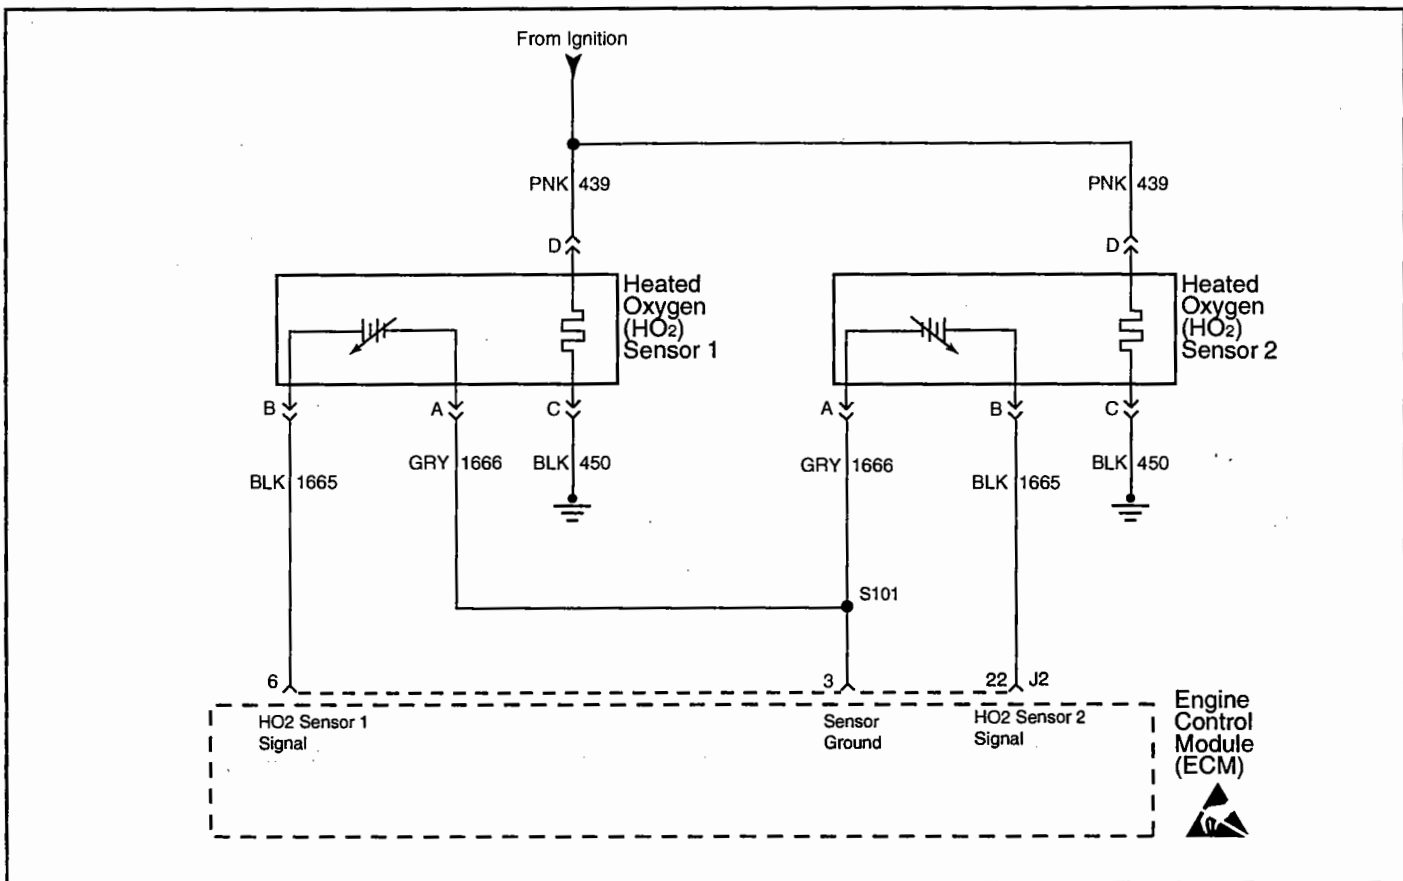 From Ignition
PNK 439
PNK 439
D
D
Heated
Oxygen
(HO2)
Sensor 1
Heated
Oxygen
(HO2)
Sensor 2
B
A
C
A
B
C
BLK 1665
GRY 1666
BLK 450
GRY 1666
BLK 1665
BLK 450
S101
6
3
22
J2
HO2 Sensor 1
Signal
Sensor
Ground
HO2 Sensor 2
Signal
Engine
Control
Module
(ECM)